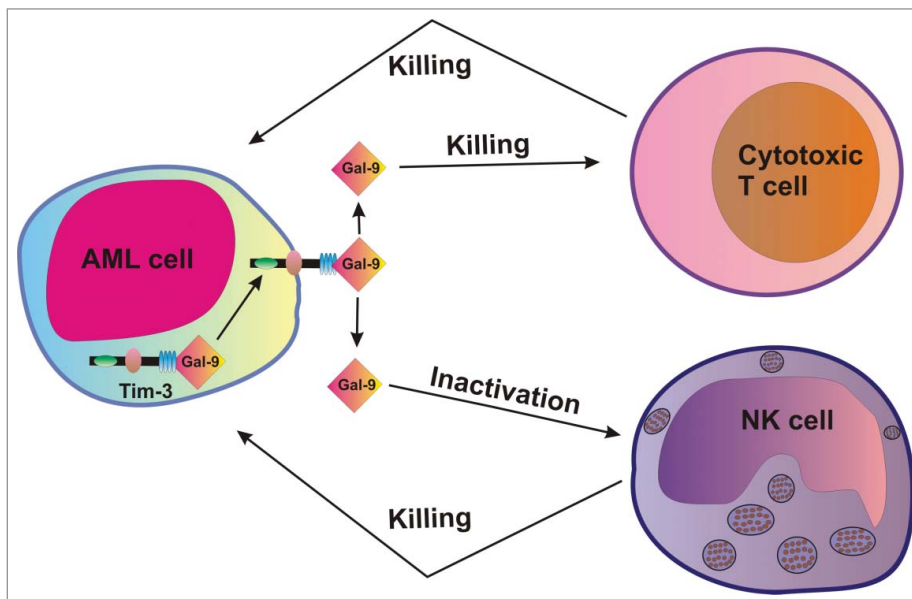 Killing
Gal-9
Killing
Cytotoxic
T cell
AML cell
Gal-9
Gal-9
Tim-3
Gal-9
Inactivation
NK cell
Killing